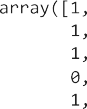 array([1,
1,
1,
0,
1,